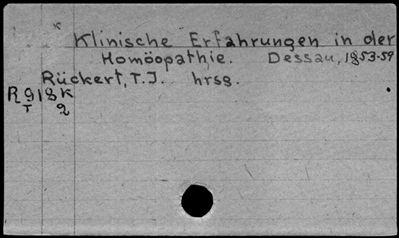 Klinische Erfahrungen in der
Homöopathie. Dessau, 1853-59
Rückert, T.J. hrsg.
R918k
T 2